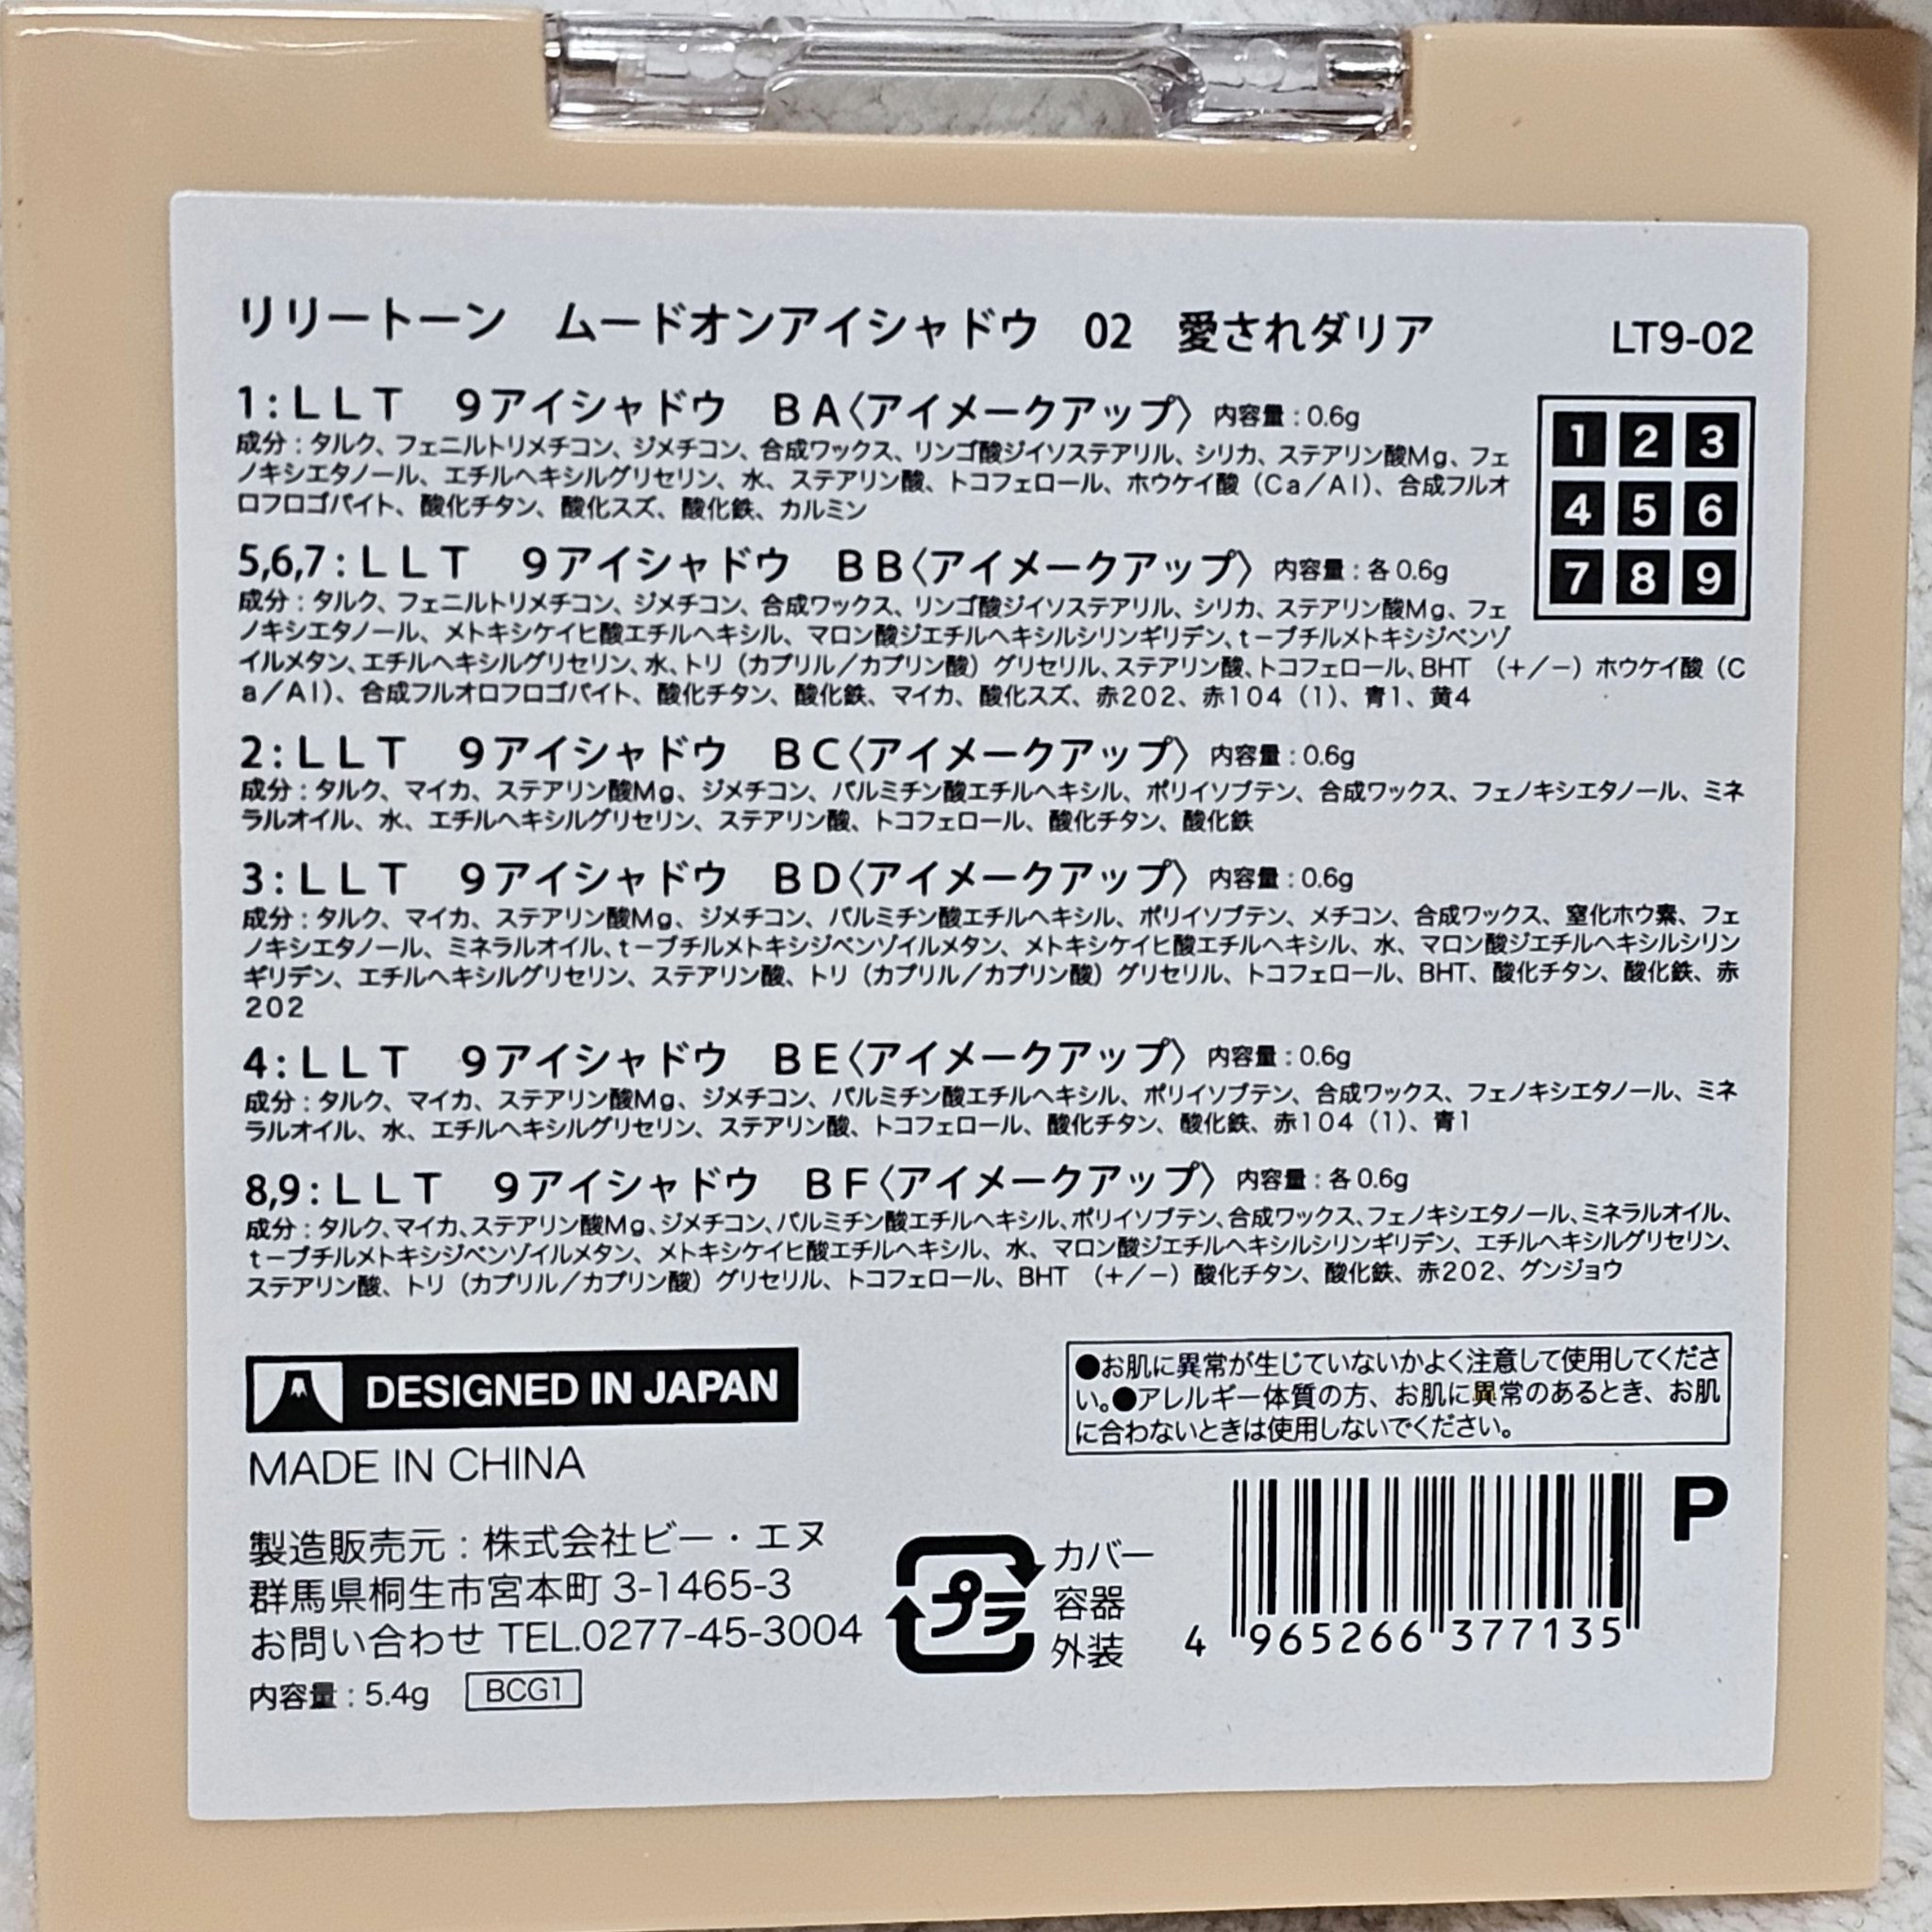 リリートーン　ムードオンアイシャドウ　02　愛されダリア　LT9-02
1：ＬＬＴ　９アイシャドウ　ＢＡ〈アイメークアップ〉内容量：0.6g
成分：タルク、フェニルトリメチコン、ジメチコン、合成ワックス、リンゴ酸ジイソステアリル、シリカ、ステアリン酸Mg、フェ
ノキシエタノール、エチルヘキシルグリセリン、水、ステアリン酸、トコフェロール、ホウケイ酸（Ca／Al）、合成フルオ
ロフロゴパイト、酸化チタン、酸化スズ、酸化鉄、カルミン
1 2 3
4 5 6
7 8 9
5,6,7：ＬＬＴ　９アイシャドウ　ＢＢ〈アイメークアップ〉内容量：各0.6g
成分：タルク、フェニルトリメチコン、ジメチコン、合成ワックス、リンゴ酸ジイソステアリル、シリカ、ステアリン酸Mg、フェ
ノキシエタノール、メトキシケイヒ酸エチルヘキシル、マロン酸ジエチルヘキシルシリンギリデン、t－ブチルメトキシジベンゾ
イルメタン、エチルヘキシルグリセリン、水、トリ（カプリル／カプリン酸）グリセリル、ステアリン酸、トコフェロール、BHT　（＋／－）ホウケイ酸（C
a／Al）、合成フルオロフロゴパイト、酸化チタン、酸化鉄、マイカ、酸化スズ、赤202、赤104（1）、青1、黄4
2：ＬＬＴ　９アイシャドウ　ＢＣ〈アイメークアップ〉内容量：0.6g
成分：タルク、マイカ、ステアリン酸Mg、ジメチコン、パルミチン酸エチルヘキシル、ポリイソブテン、合成ワックス、フェノキシエタノール、ミネ
ラルオイル、水、エチルヘキシルグリセリン、ステアリン酸、トコフェロール、酸化チタン、酸化鉄
3：ＬＬＴ　９アイシャドウ　ＢＤ〈アイメークアップ〉内容量：0.6g
成分：タルク、マイカ、ステアリン酸Mg、ジメチコン、パルミチン酸エチルヘキシル、ポリイソブテン、メチコン、合成ワックス、窒化ホウ素、フェ
ノキシエタノール、ミネラルオイル、t－ブチルメトキシジベンゾイルメタン、メトキシケイヒ酸エチルヘキシル、水、マロン酸ジエチルヘキシルシリン
ギリデン、エチルヘキシルグリセリン、ステアリン酸、トリ（カプリル／カプリン酸）グリセリル、トコフェロール、BHT、酸化チタン、酸化鉄、赤
202
4：ＬＬＴ　９アイシャドウ　ＢＥ〈アイメークアップ〉内容量：0.6g
成分：タルク、マイカ、ステアリン酸Mg、ジメチコン、パルミチン酸エチルヘキシル、ポリイソブテン、合成ワックス、フェノキシエタノール、ミネ
ラルオイル、水、エチルヘキシルグリセリン、ステアリン酸、トコフェロール、酸化チタン、酸化鉄、赤104（1）、青1
8,9：ＬＬＴ　９アイシャドウ　ＢＦ〈アイメークアップ〉内容量：各0.6g
成分：タルク、マイカ、ステアリン酸Mg、ジメチコン、パルミチン酸エチルヘキシル、ポリイソブテン、合成ワックス、フェノキシエタノール、ミネラルオイル、
t－ブチルメトキシジベンゾイルメタン、メトキシケイヒ酸エチルヘキシル、水、マロン酸ジエチルヘキシルシリンギリデン、エチルヘキシルグリセリン、
ステアリン酸、トリ（カプリル／カプリン酸）グリセリル、トコフェロール、BHT　（＋／－）酸化チタン、酸化鉄、赤202、グンジョウ
DESIGNED IN JAPAN
MADE IN CHINA
●お肌に異常が生じていないかよく注意して使用してくださ
い。●アレルギー体質の方、お肌に異常のあるとき、お肌
に合わないときは使用しないでください。
製造販売元：株式会社ビー・エヌ
群馬県桐生市宮本町 3-1465-3
お問い合わせ TEL.0277-45-3004
内容量：5.4g　BCG1
プラ
カバー
容器
外装
P
4 965266 377135